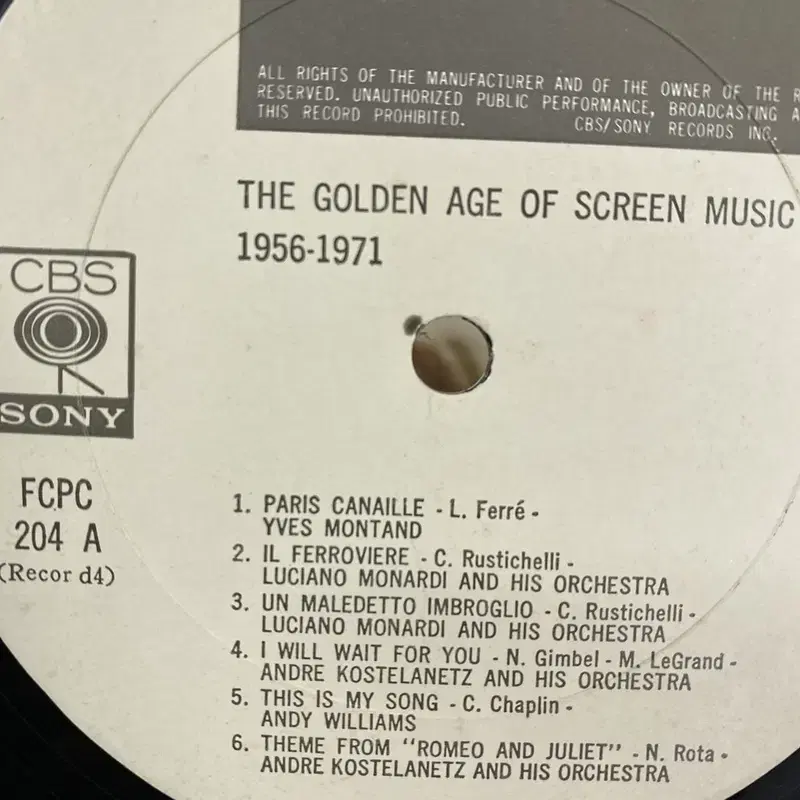 ALL RIGHTS OF THE MANUFACTURER AND OF THE OWNER OF THE
RESERVED. UNAUTHORIZED PUBLIC PERFORMANCE, BROADCASTING
THIS RECORD PROHIBITED. CBS/SONY RECORDS INC.
THE GOLDEN AGE OF SCREEN MUSIC
1956-1971
CBS
SONY
FCPC
204 A
(Recor d4)
1. PARIS CANAILLE - L. Ferré -
YVES MONTAND
2. IL FERROVIERE - C. Rustichelli -
LUCIANO MONARDI AND HIS ORCHESTRA
3. UN MALEDETTO IMBROGLIO - C. Rustichelli -
LUCIANO MONARDI AND HIS ORCHESTRA
4. I WILL WAIT FOR YOU - N. Gimbel - M. LeGrand -
ANDRE KOSTELANETZ AND HIS ORCHESTRA
5. THIS IS MY SONG - C. Chaplin -
ANDY WILLIAMS
6. THEME FROM "ROMEO AND JULIET" - N. Rota -
ANDRE KOSTELANETZ AND HIS ORCHESTRA